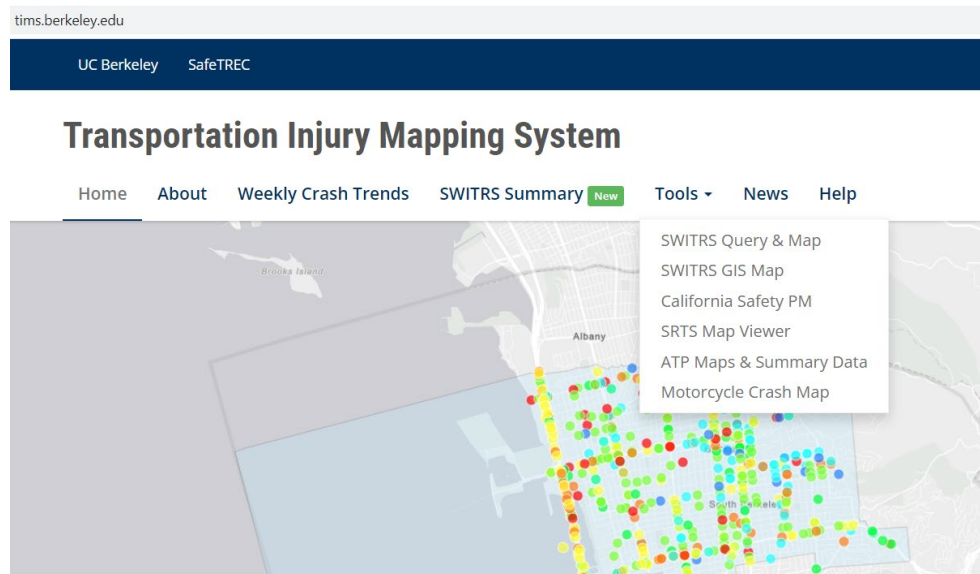 tims.berkeley.edu
UC Berkeley SafeTREC
Transportation Injury Mapping System
Home About Weekly Crash Trends SWITRS Summary New Tools News Help
SWITRS Query & Map
SWITRS GIS Map
California Safety PM
SRTS Map Viewer
ATP Maps & Summary Data
Motorcycle Crash Map
Brooks Island
Albany
South Berkeley